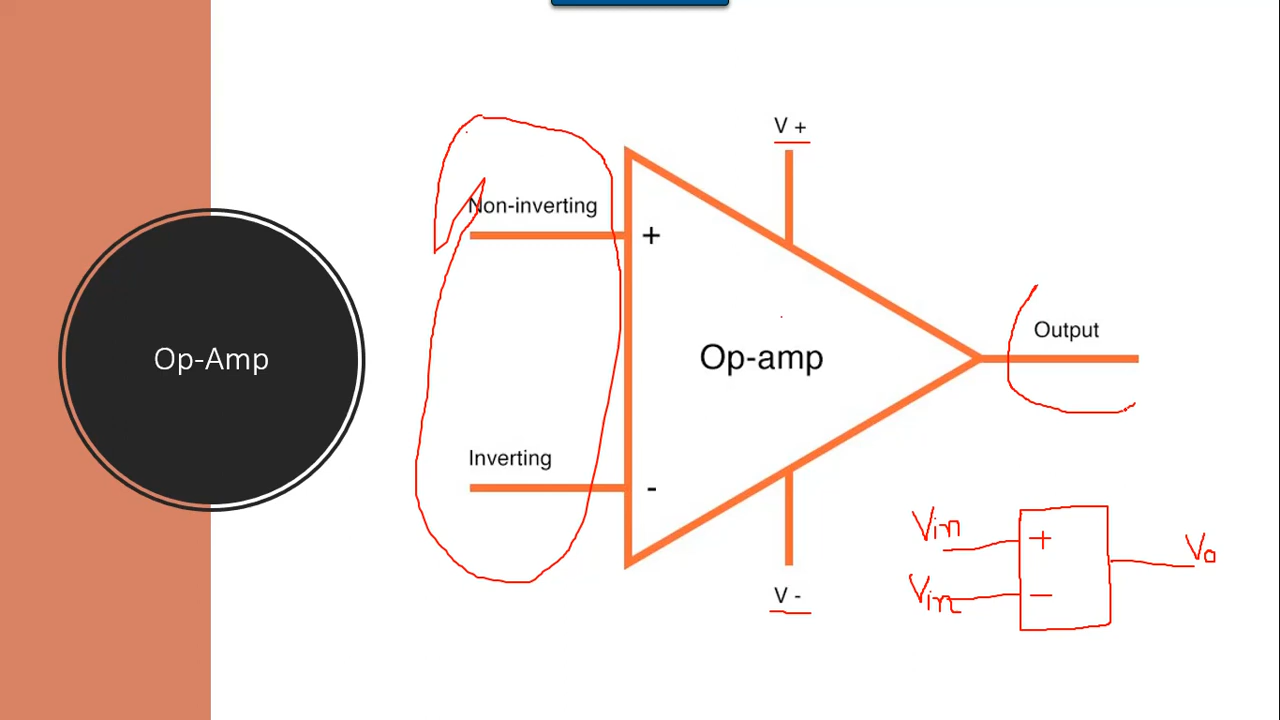 Op-Amp
V +
Non-inverting
+
Op-amp
Output
Inverting
-
V -
Vin
+
Vo
Vin
-